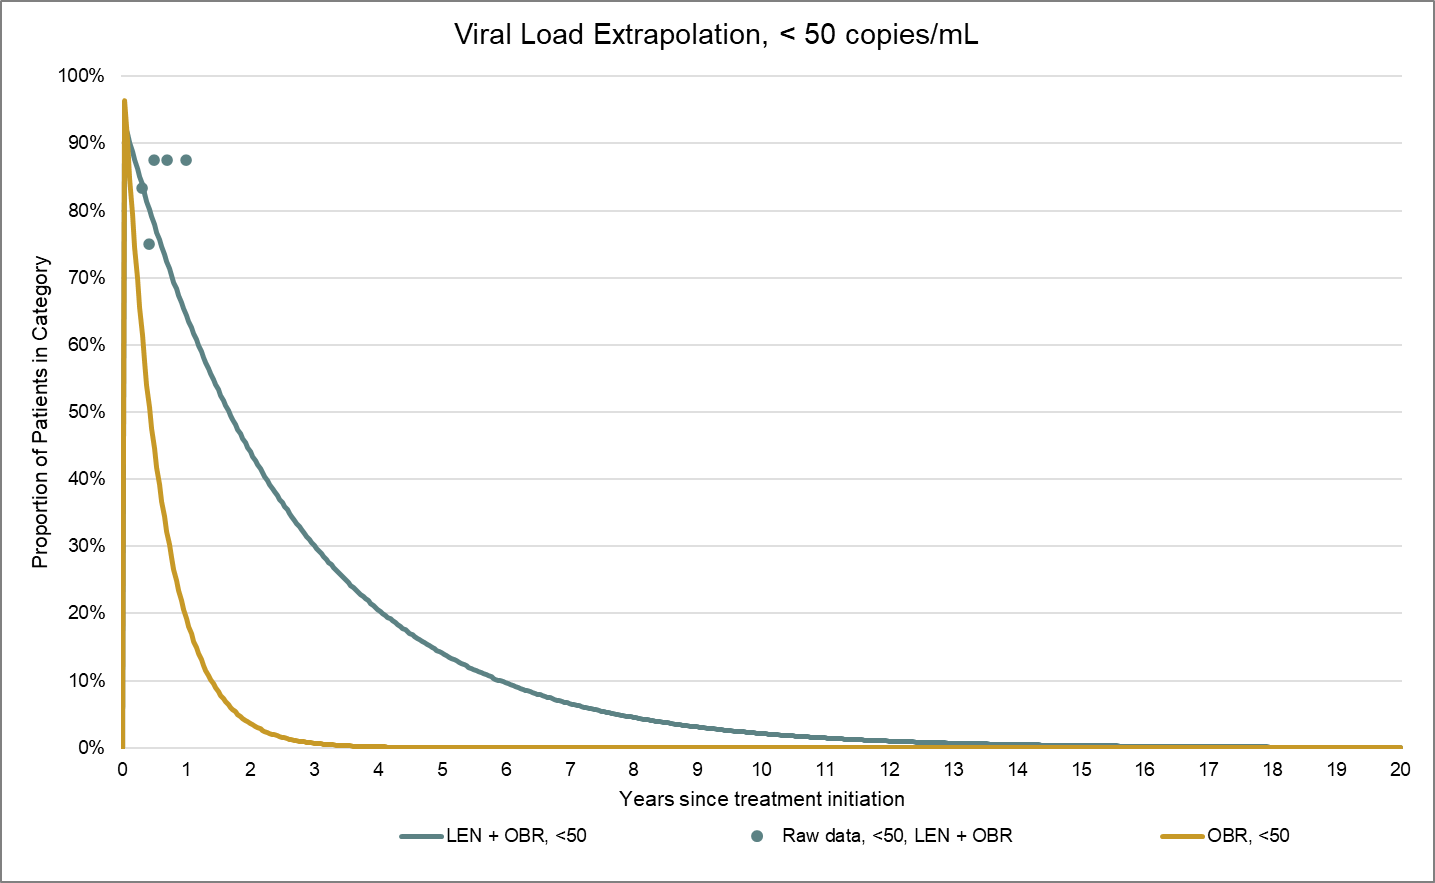 Viral Load Extrapolation, < 50 copies/mL
100%
90%
80%
70%
60%
50%
40%
30%
20%
10%
0%
Proportion of Patients in Category
0 1 2 3 4 5 6 7 8 9 10 11 12 13 14 15 16 17 18 19 20
Years since treatment initiation
LEN + OBR, <50 Raw data, <50, LEN + OBR OBR, <50